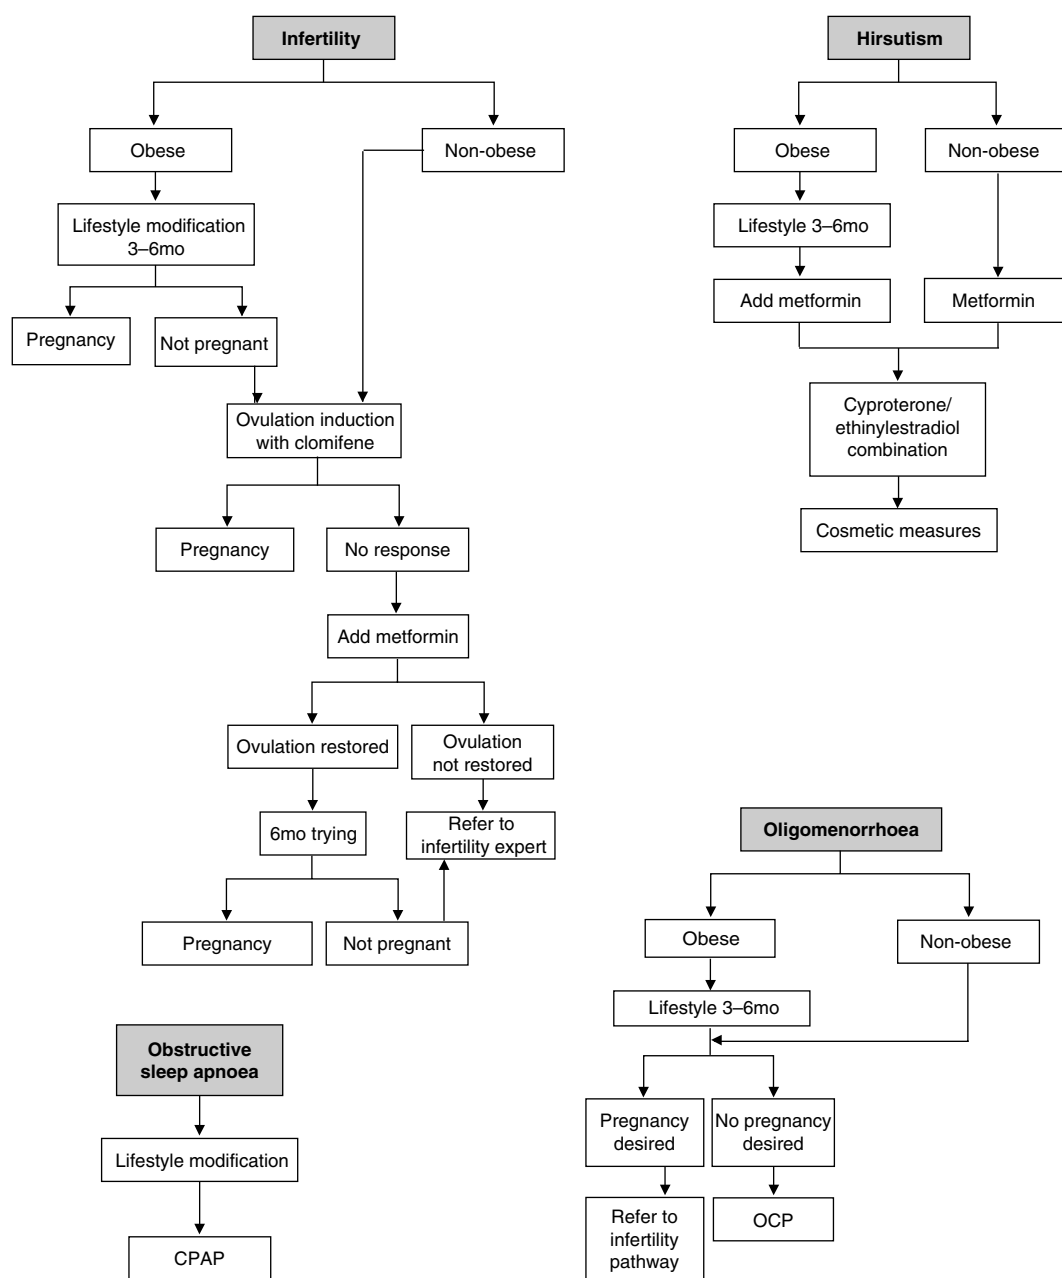 Infertility
Obese
Non-obese
Lifestyle modification
3–6mo
Pregnancy
Not pregnant
Ovulation induction
with clomifene
Pregnancy
No response
Add metformin
Ovulation restored
Ovulation
not restored
6mo trying
Refer to
infertility expert
Pregnancy
Not pregnant
Hirsutism
Obese
Non-obese
Lifestyle 3–6mo
Add metformin
Metformin
Cyproterone/
ethinylestradiol
combination
Cosmetic measures
Oligomenorrhoea
Obese
Non-obese
Lifestyle 3–6mo
Pregnancy
desired
No pregnancy
desired
Refer to
infertility
pathway
OCP
Obstructive
sleep apnoea
Lifestyle modification
CPAP